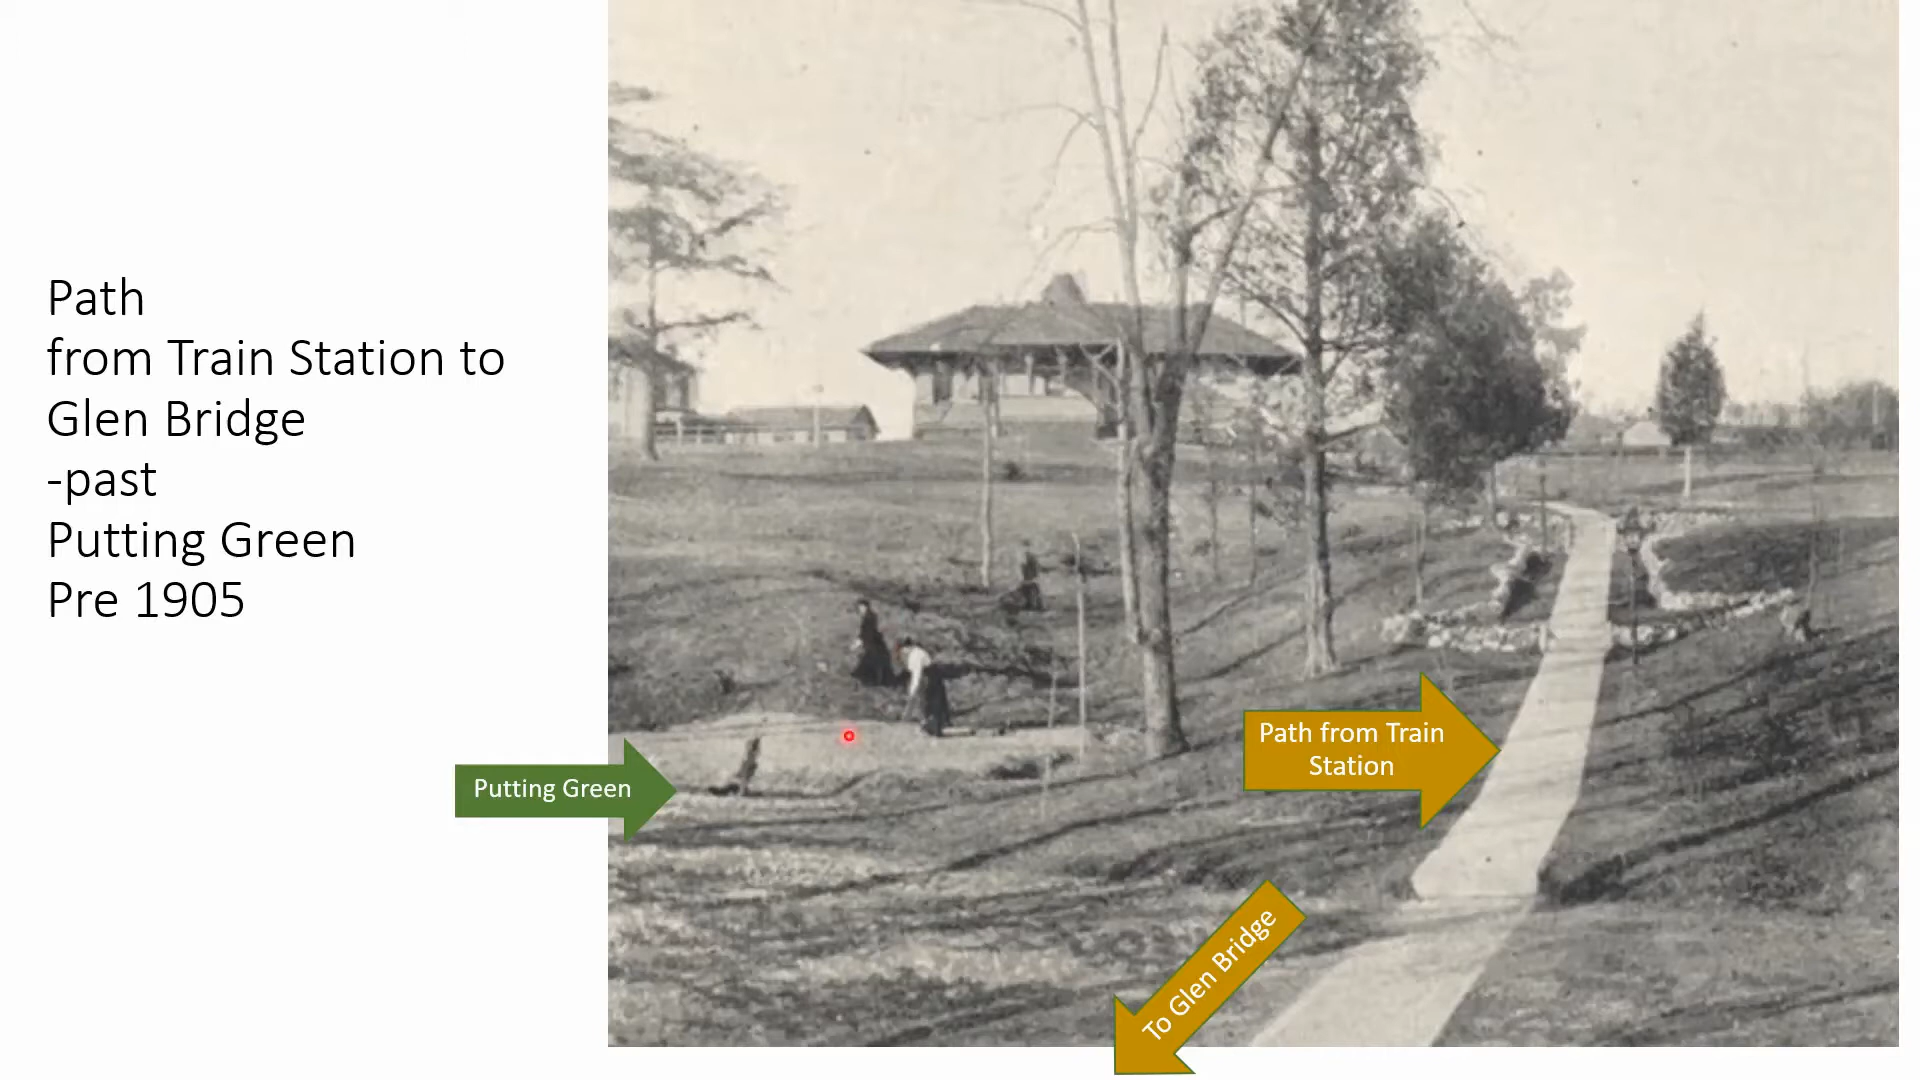 Path
from Train Station to
Glen Bridge
-past
Putting Green
Pre 1905
Putting Green
Path from Train
Station
To Glen Bridge